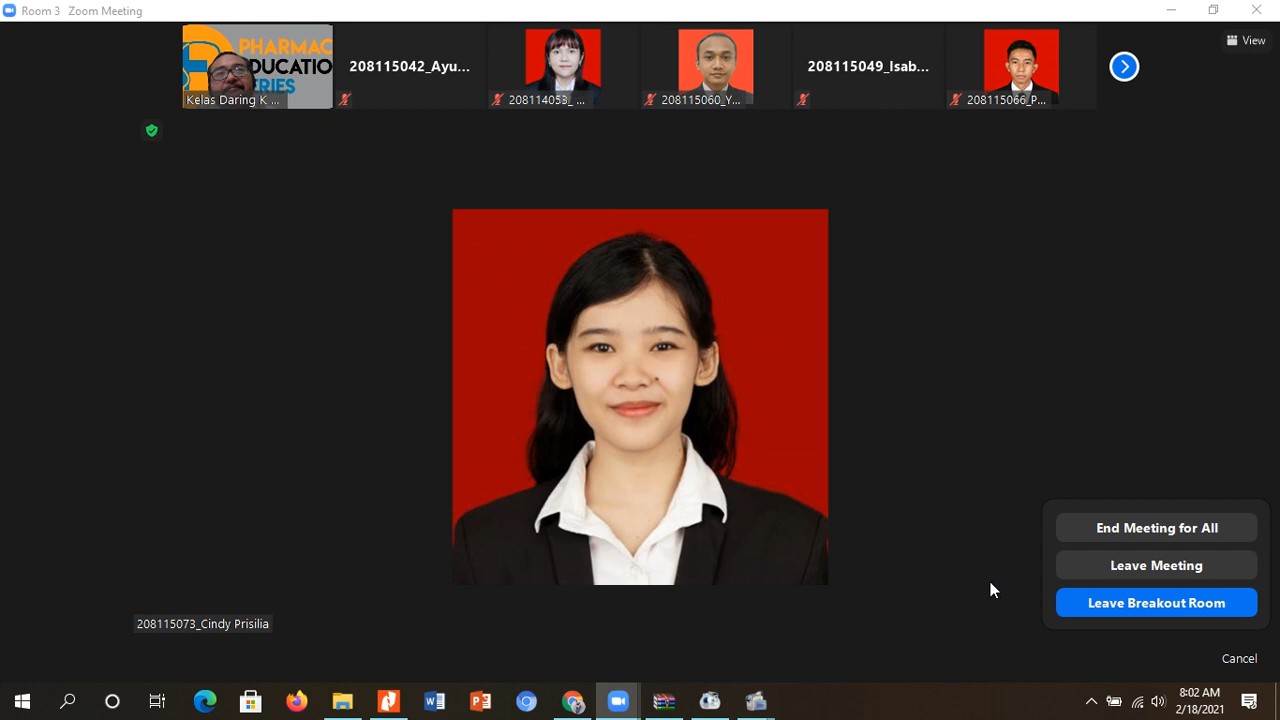 Room 3 Zoom Meeting
PHARMAC
EDUCATIO
ERIES
Kelas Daring K ...
208115042_Ayu...
208114053_ ...
208115060_Y...
208115049_Isab...
208115066_P...
View
End Meeting for All
Leave Meeting
Leave Breakout Room
208115073_Cindy Prisilia
Cancel
8:02 AM
2/18/2021